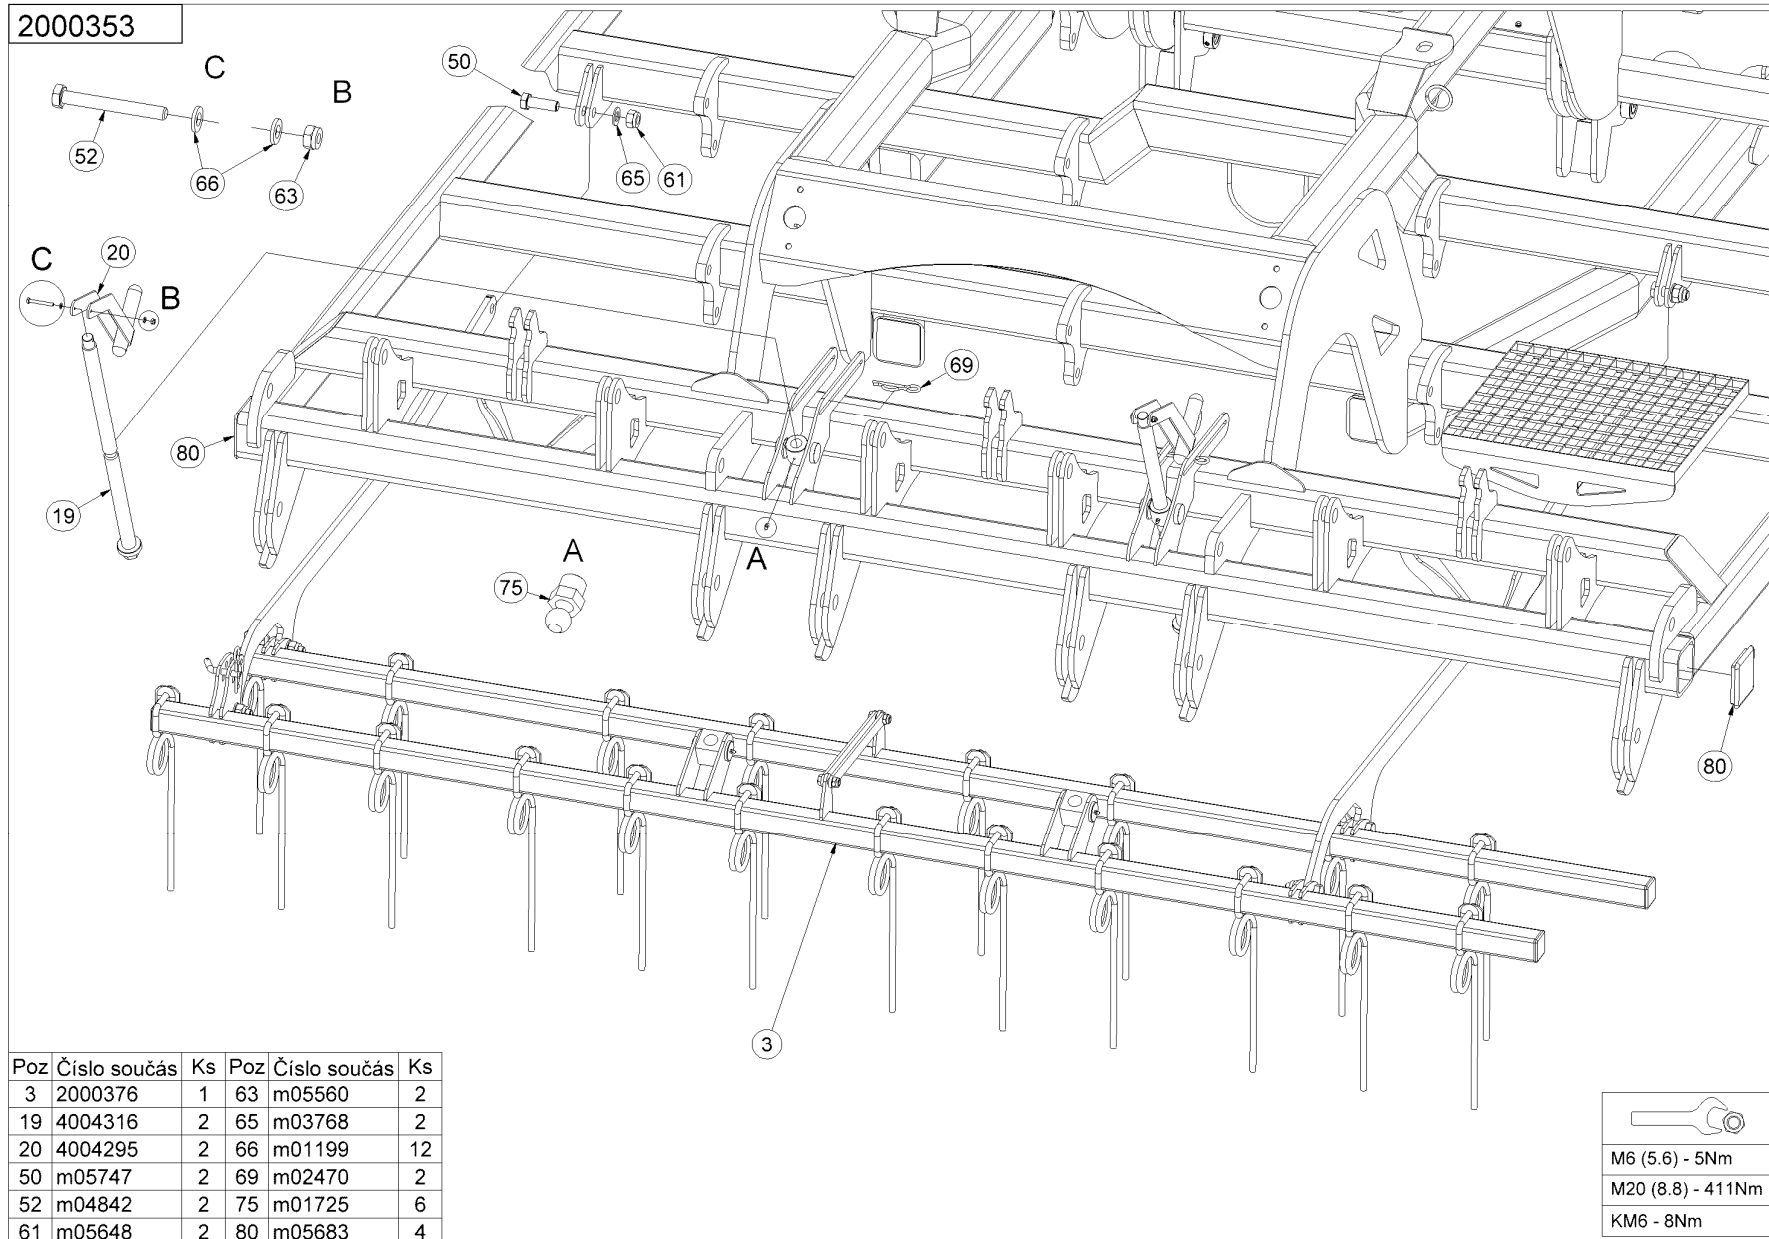 2000353
C
B
50
52
66
63
65
61
C
20
B
69
80
19
A
A
75
80
3
Poz Číslo součás Ks Poz Číslo součás Ks
3 2000376 1 63 m05560 2
19 4004316 2 65 m03768 2
20 4004295 2 66 m01199 12
50 m05747 2 69 m02470 2
52 m04842 2 75 m01725 6
61 m05648 2 80 m05683 4
M6 (5.6) - 5Nm
M20 (8.8) - 411Nm
KM6 - 8Nm